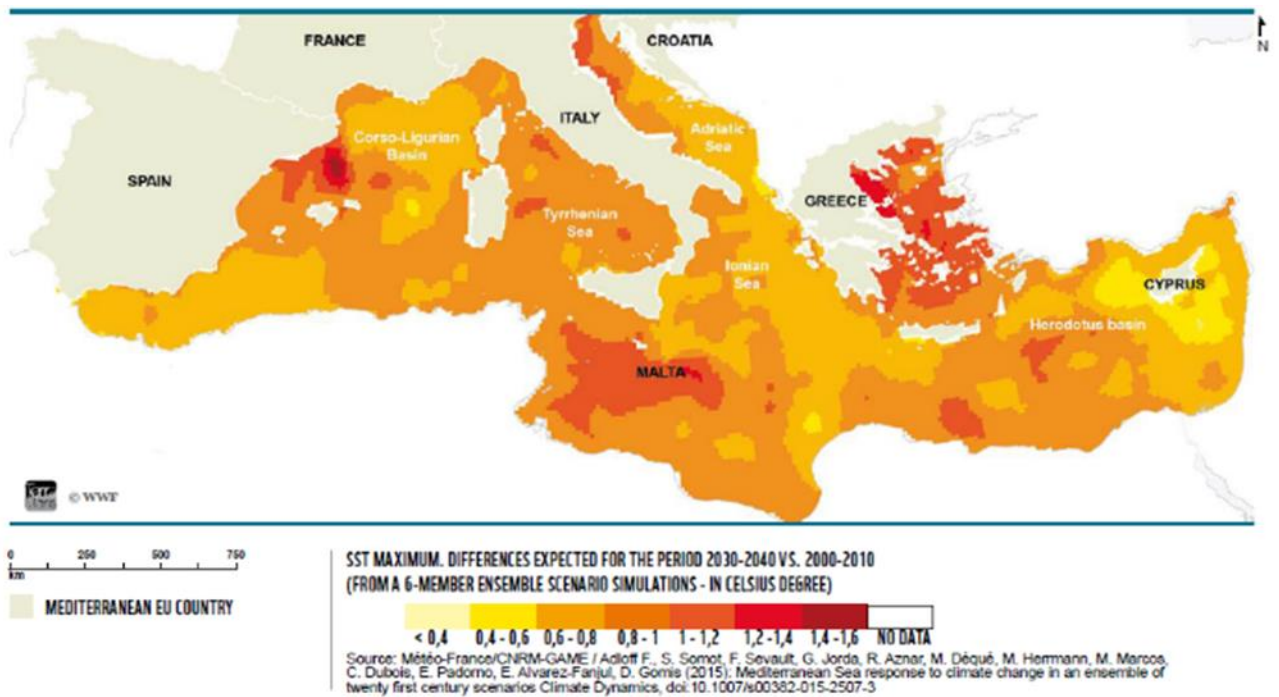 N
FRANCE
CROATIA
ITALY
Corso-Ligurian
Basin
Adriatic
Sea
SPAIN
GREECE
Tyrrhenian
Sea
Ionian
Sea
CYPRUS
Herodotus basin
MALTA
© WWF
0 250 500 750
km
MEDITERRANEAN EU COUNTRY
SST MAXIMUM. DIFFERENCES EXPECTED FOR THE PERIOD 2030-2040 VS. 2000-2010
(FROM A 6-MEMBER ENSEMBLE SCENARIO SIMULATIONS - IN CELSIUS DEGREE)
< 0,4 0,4 - 0,6 0,6 - 0,8 0,8 - 1 1 - 1,2 1,2 -1,4 1,4 -1,6 NO DATA
Source: Météo-France/CNRM-GAME / Adloff F., S. Somot, F. Sevault, G. Jorda, R. Aznar, M. Déqué, M. Herrmann, M. Marcos,
C. Dubois, E. Padorno, E. Alvarez-Fanjul, D. Gomis (2015): Mediterranean Sea response to climate change in an ensemble of
twenty first century scenarios Climate Dynamics, doi:10.1007/s00382-015-2507-3